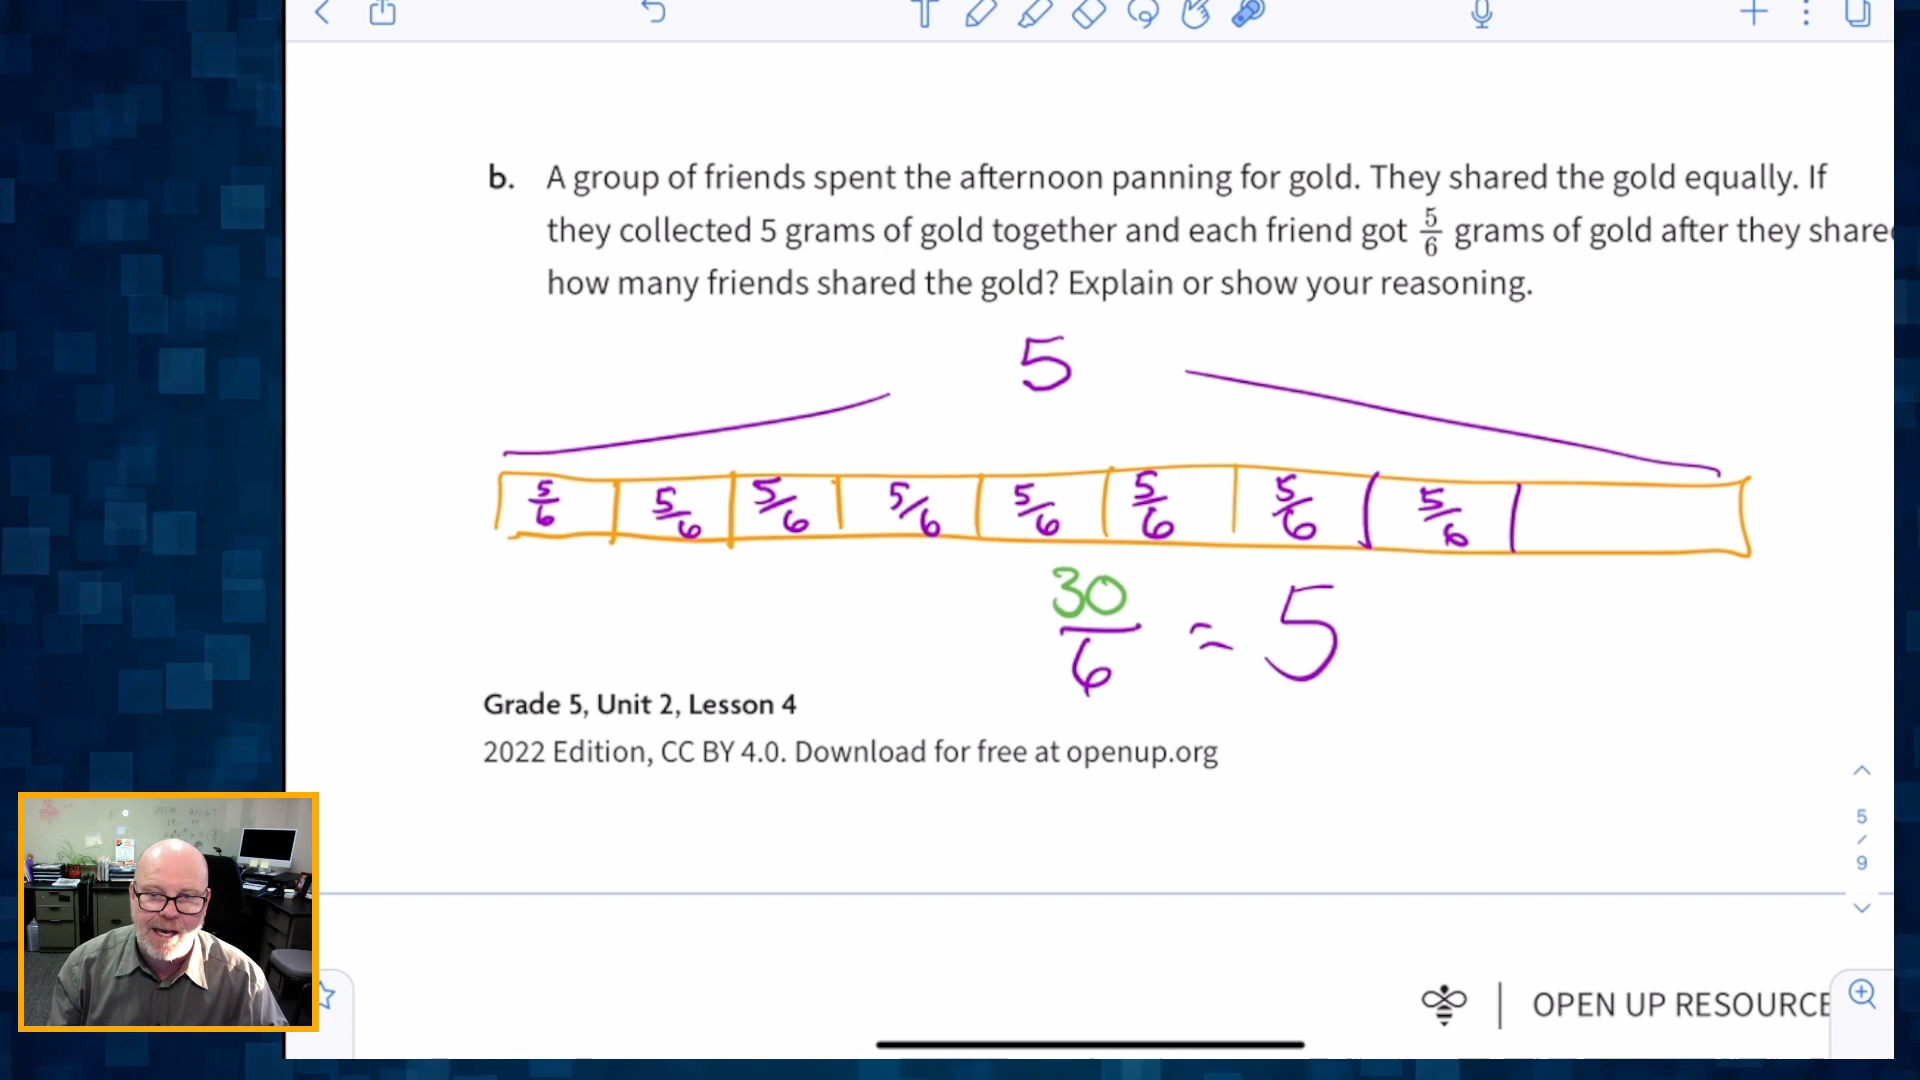 b. A group of friends spent the afternoon panning for gold. They shared the gold equally. If
they collected 5 grams of gold together and each friend got 5/6 grams of gold after they share
how many friends shared the gold? Explain or show your reasoning.
5
5/6 5/6 5/6 5/6 5/6 5/6 5/6 5/6
30/6 = 5
Grade 5, Unit 2, Lesson 4
2022 Edition, CC BY 4.0. Download for free at openup.org
5
/
9
OPEN UP RESOURCE